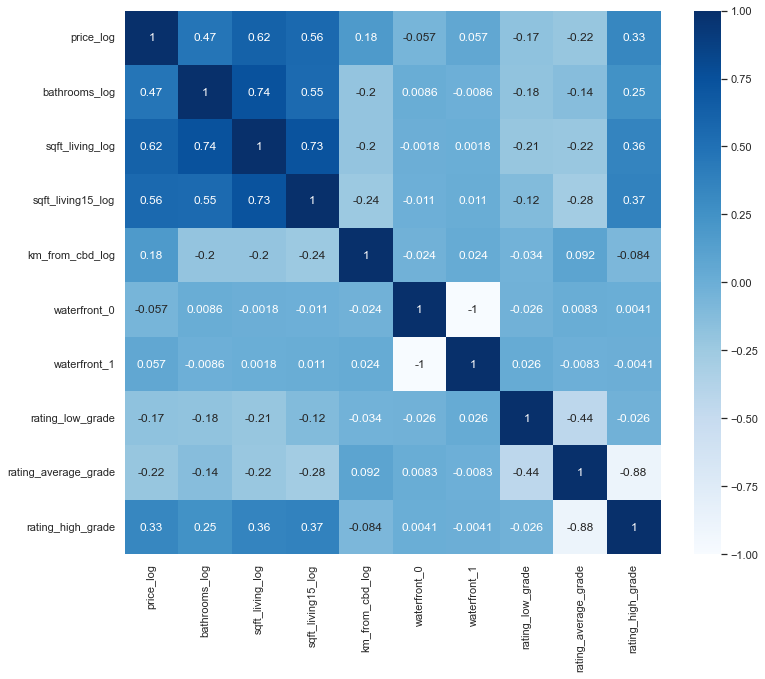 price_log 1 0.47 0.62 0.56 0.18 -0.057 0.057 -0.17 -0.22 0.33
bathrooms_log 0.47 1 0.74 0.55 -0.2 0.0086 -0.0086 -0.18 -0.14 0.25
sqft_living_log 0.62 0.74 1 0.73 -0.2 -0.0018 0.0018 -0.21 -0.22 0.36
sqft_living15_log 0.56 0.55 0.73 1 -0.24 -0.011 0.011 -0.12 -0.28 0.37
km_from_cbd_log 0.18 -0.2 -0.2 -0.24 1 -0.024 0.024 -0.034 0.092 -0.084
waterfront_0 -0.057 0.0086 -0.0018 -0.011 -0.024 1 -1 -0.026 0.0083 0.0041
waterfront_1 0.057 -0.0086 0.0018 0.011 0.024 -1 1 0.026 -0.0083 -0.0041
rating_low_grade -0.17 -0.18 -0.21 -0.12 -0.034 -0.026 0.026 1 -0.44 -0.026
rating_average_grade -0.22 -0.14 -0.22 -0.28 0.092 0.0083 -0.0083 -0.44 1 -0.88
rating_high_grade 0.33 0.25 0.36 0.37 -0.084 0.0041 -0.0041 -0.026 -0.88 1
price_log
bathrooms_log
sqft_living_log
sqft_living15_log
km_from_cbd_log
waterfront_0
waterfront_1
rating_low_grade
rating_average_grade
rating_high_grade
1.00
0.75
0.50
0.25
0.00
−0.25
−0.50
−0.75
−1.00